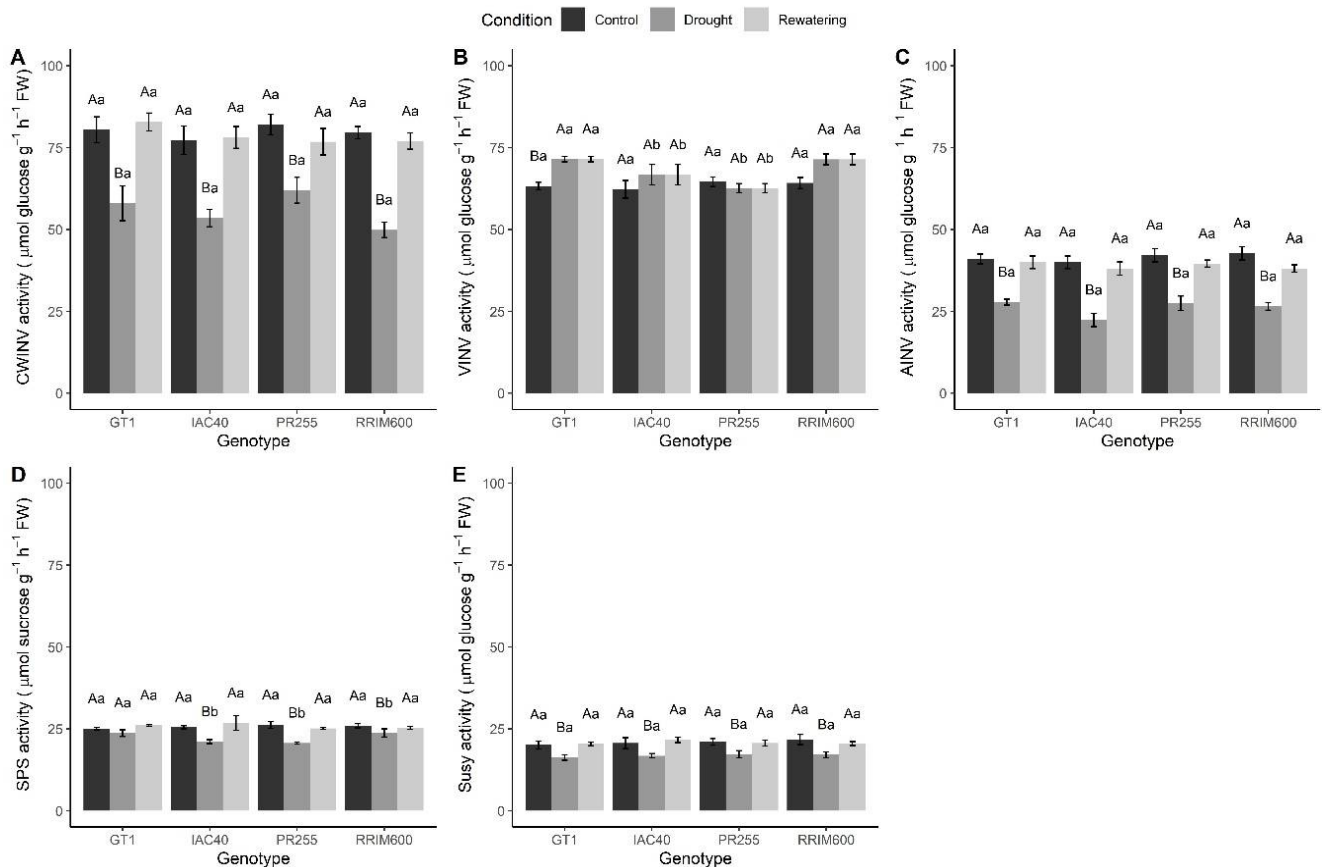 Condition Control Drought Rewatering
A
CWINV activity ( μmol glucose g⁻¹ h⁻¹ FW)
100
75
50
25
0
Aa Ba Aa Aa Ba Aa Aa Ba Aa Aa Ba Aa
GT1 IAC40 PR255 RRIM600
Genotype
B
VINV activity ( μmol glucose g⁻¹ h⁻¹ FW)
100
75
50
25
0
Ba Aa Aa Aa Ab Ab Aa Ab Ab Aa Aa Aa
GT1 IAC40 PR255 RRIM600
Genotype
C
AINV activity ( μmol glucose g⁻¹ h⁻¹ FW)
100
75
50
25
0
Aa Ba Aa Aa Ba Aa Aa Ba Aa Aa Ba Aa
GT1 IAC40 PR255 RRIM600
Genotype
D
SPS activity ( μmol sucrose g⁻¹ h⁻¹ FW)
100
75
50
25
0
Aa Aa Aa Aa Bb Aa Aa Bb Aa Aa Bb Aa
GT1 IAC40 PR255 RRIM600
Genotype
E
Susy activity ( μmol glucose g⁻¹ h⁻¹ FW)
100
75
50
25
0
Aa Ba Aa Aa Ba Aa Aa Ba Aa Aa Ba Aa
GT1 IAC40 PR255 RRIM600
Genotype